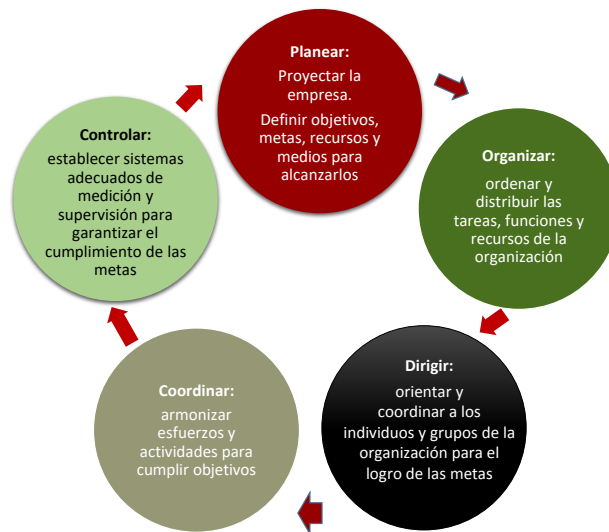 Planear:
Proyectar la
empresa.
Definir objetivos,
metas, recursos y
medios para
alcanzarlos
Organizar:
ordenar y
distribuir las
tareas, funciones y
recursos de la
organización
Dirigir:
orientar y
coordinar a los
individuos y grupos de la
organización para el
logro de las metas
Coordinar:
armonizar
esfuerzos y
actividades para
cumplir objetivos
Controlar:
establecer sistemas
adecuados de
medición y
supervisión para
garantizar el
cumplimiento de las
metas